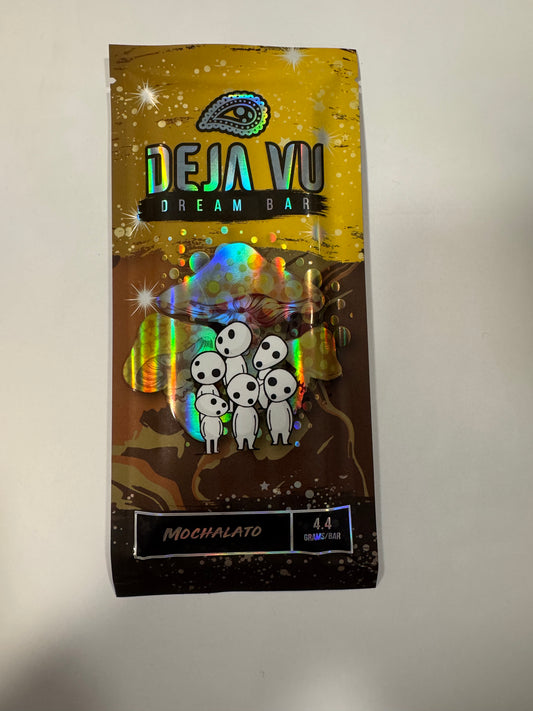 DEJA VU
DREAM BAR
MOCHALATO
4.4
GRAMS/BAR